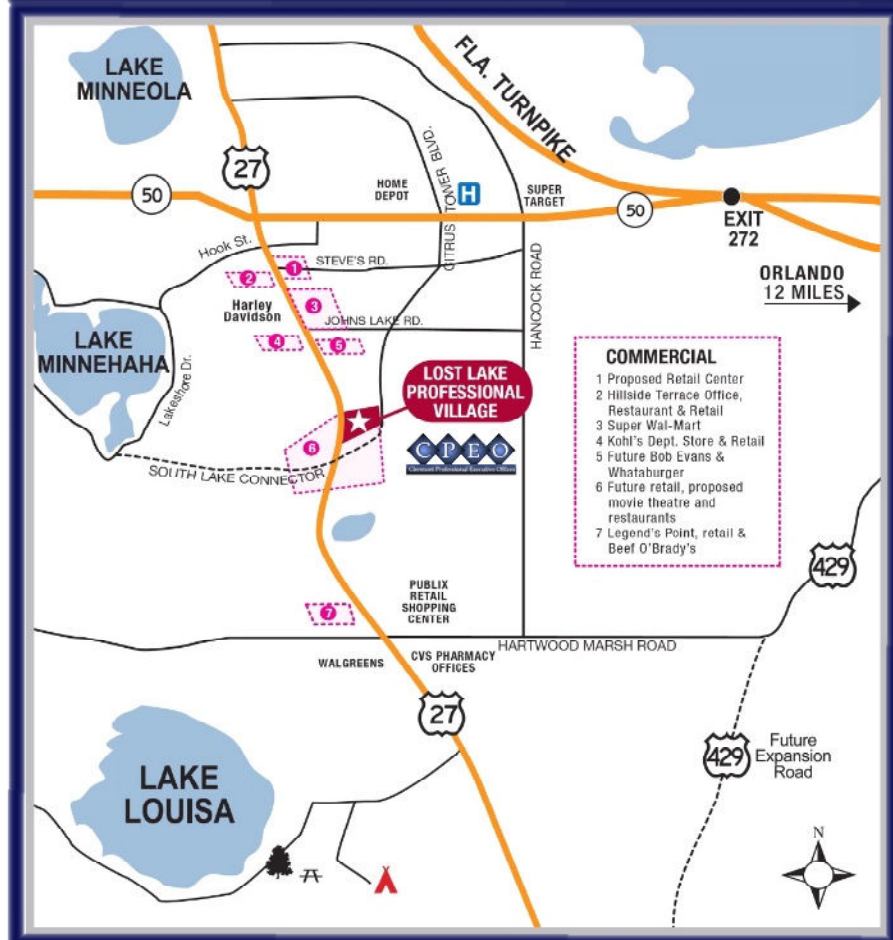 LAKE
MINNEOLA
FLA. TURNPIKE
27
50
HOME
DEPOT
H
CITRUS TOWER BLVD.
SUPER
TARGET
50
EXIT
272
Hook St.
STEVE'S RD.
1
2
ORLANDO
12 MILES
Harley
Davidson
3
JOHNS LAKE RD.
HANCOCK ROAD
4
5
LAKE
MINNEHAHA
Lakeshore Dr.
LOST LAKE
PROFESSIONAL
VILLAGE
COMMERCIAL
1 Proposed Retail Center
2 Hillside Terrace Office,
Restaurant & Retail
3 Super Wal-Mart
4 Kohl's Dept. Store & Retail
5 Future Bob Evans &
Whataburger
6 Future retail, proposed
movie theatre and
restaurants
7 Legend's Point, retail &
Beef O'Brady's
6
CPEO
Clermont Professional Executive Offices
SOUTH LAKE CONNECTOR
429
7
PUBLIX
RETAIL
SHOPPING
CENTER
HARTWOOD MARSH ROAD
WALGREENS
CVS PHARMACY
OFFICES
27
429
Future
Expansion
Road
LAKE
LOUISA
N